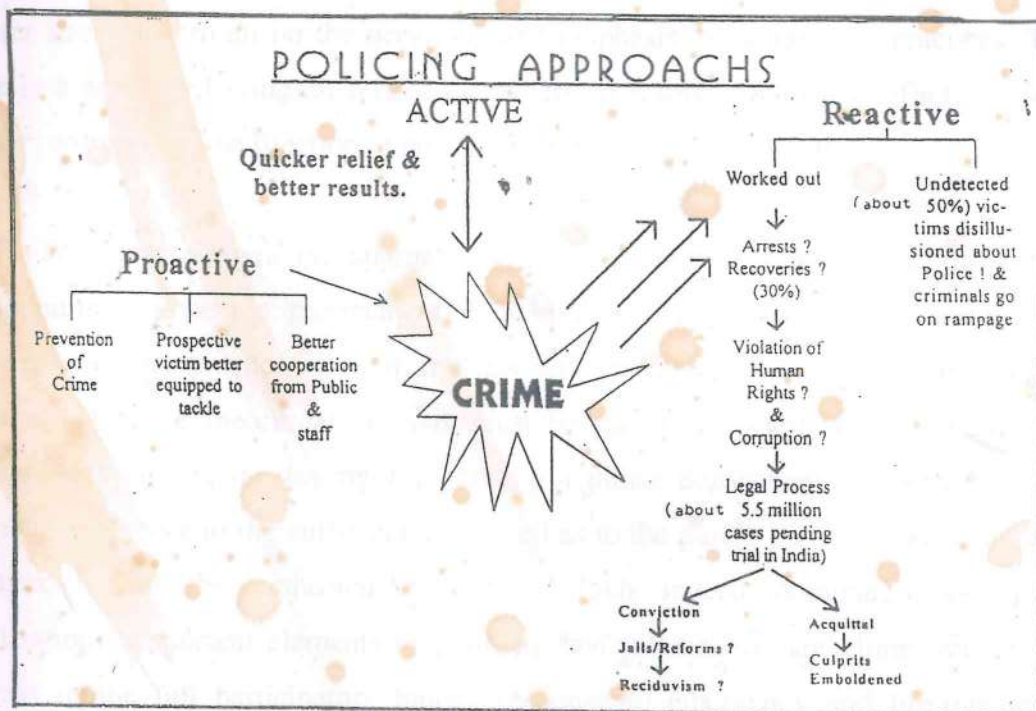 POLICING APPROACHS
ACTIVE
Quicker relief &
better results.
Proactive
Prevention
of
Crime
Prospective
victim better
equipped to
tackle
Better
cooperation
from Public
&
staff
CRIME
Reactive
Worked out
Arrests ?
Recoveries ?
(30%)
Violation of
Human
Rights ?
&
Corruption ?
Legal Process
(about 5.5 million
cases pending
trial in India)
Conviction
Jails/Reforms ?
Reciduvism ?
Acquittal
Culprits
Emboldened
Undetected
(about 50%) vic-
tims disillu-
sioned about
Police ! &
criminals go
on rampage